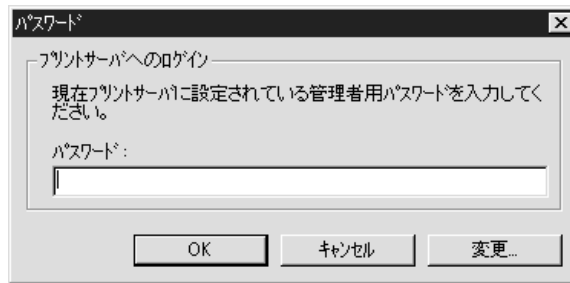 ﾊﾟｽﾜｰﾄﾞ
ﾌﾟﾘﾝﾄｻｰﾊﾞへのﾛｸﾞｲﾝ
現在ﾌﾟﾘﾝﾄｻｰﾊﾞに設定されている管理者用ﾊﾟｽﾜｰﾄﾞを入力してく
ださい。
ﾊﾟｽﾜｰﾄﾞ:
OK ｷｬﾝｾﾙ 変更...